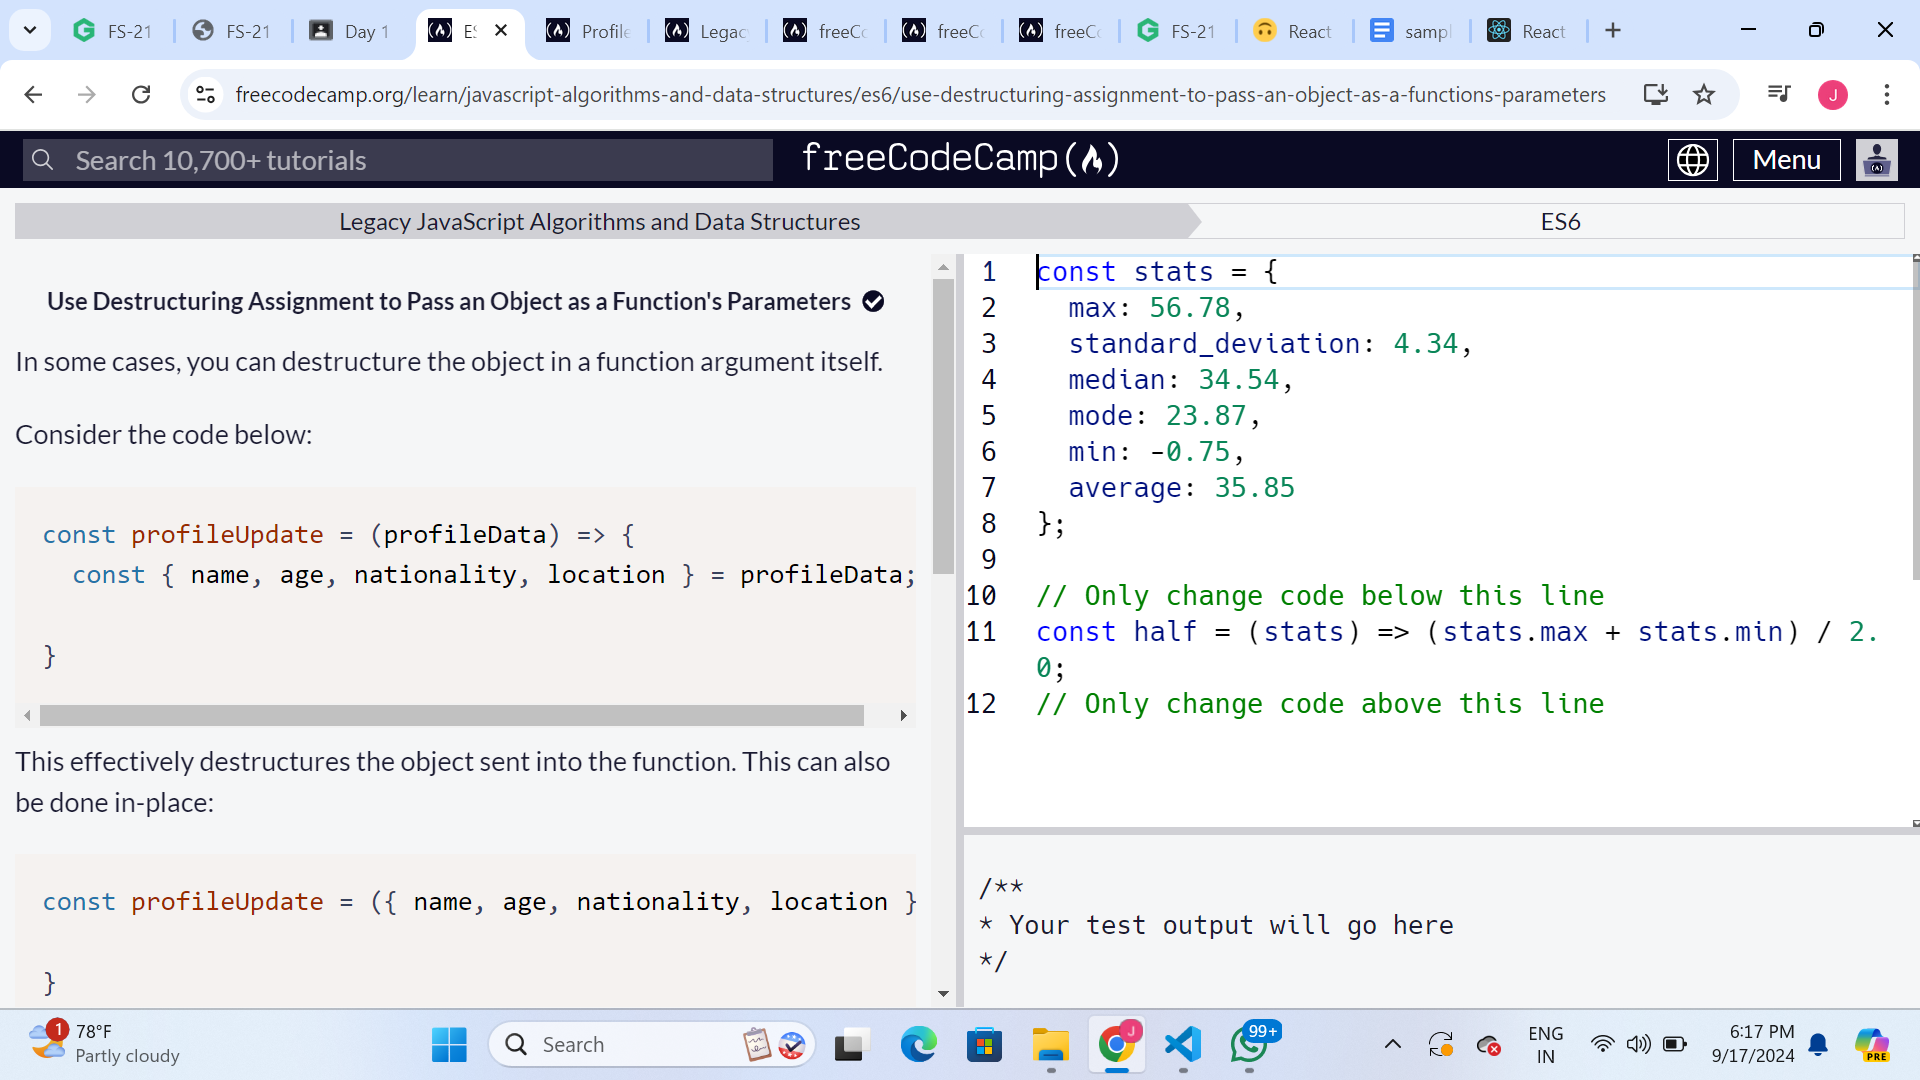 FS-21
FS-21
Day 1
ES
Profile
Legac
freeCo
freeCo
freeCo
FS-21
React
samp
React
freecodecamp.org/learn/javascript-algorithms-and-data-structures/es6/use-destructuring-assignment-to-pass-an-object-as-a-functions-parameters
J
Search 10,700+ tutorials
freeCodeCamp(
)
Menu
Legacy JavaScript Algorithms and Data Structures
ES6
Use Destructuring Assignment to Pass an Object as a Function's Parameters
In some cases, you can destructure the object in a function argument itself.
Consider the code below:
const profileUpdate = (profileData) => {
const { name, age, nationality, location } = profileData;
}
This effectively destructures the object sent into the function. This can also
be done in-place:
const profileUpdate = ({ name, age, nationality, location }
}
1 const stats = {
2 max: 56.78,
3 standard_deviation: 4.34,
4 median: 34.54,
5 mode: 23.87,
6 min: -0.75,
7 average: 35.85
8 };
9
10 // Only change code below this line
11 const half = (stats) => (stats.max + stats.min) / 2.
0;
12 // Only change code above this line
/**
* Your test output will go here
*/
1
78°F
Partly cloudy
Search
J
99+
ENG
IN
6:17 PM
9/17/2024
PRE